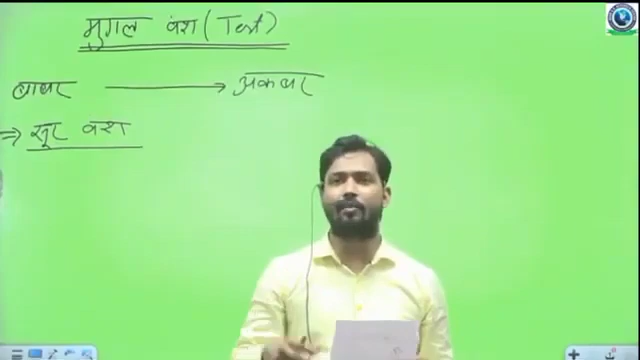 मुगल वंश (Test)
बाबर → अकबर
⇒ सूर वंश